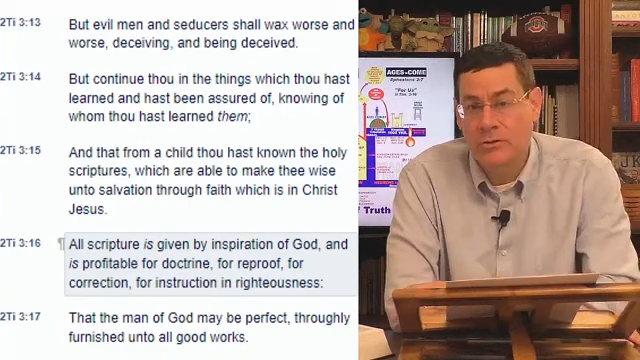 2Ti 3:13 But evil men and seducers shall wax worse and
worse, deceiving, and being deceived.
2Ti 3:14 But continue thou in the things which thou hast
learned and hast been assured of, knowing of
whom thou hast learned them;
2Ti 3:15 And that from a child thou hast known the holy
scriptures, which are able to make thee wise
unto salvation through faith which is in Christ
Jesus.
2Ti 3:16 ¶ All scripture is given by inspiration of God, and
is profitable for doctrine, for reproof, for
correction, for instruction in righteousness:
2Ti 3:17 That the man of God may be perfect, throughly
furnished unto all good works.
AGES to COME
Ephesians 2:7
"For Us"
of Truth